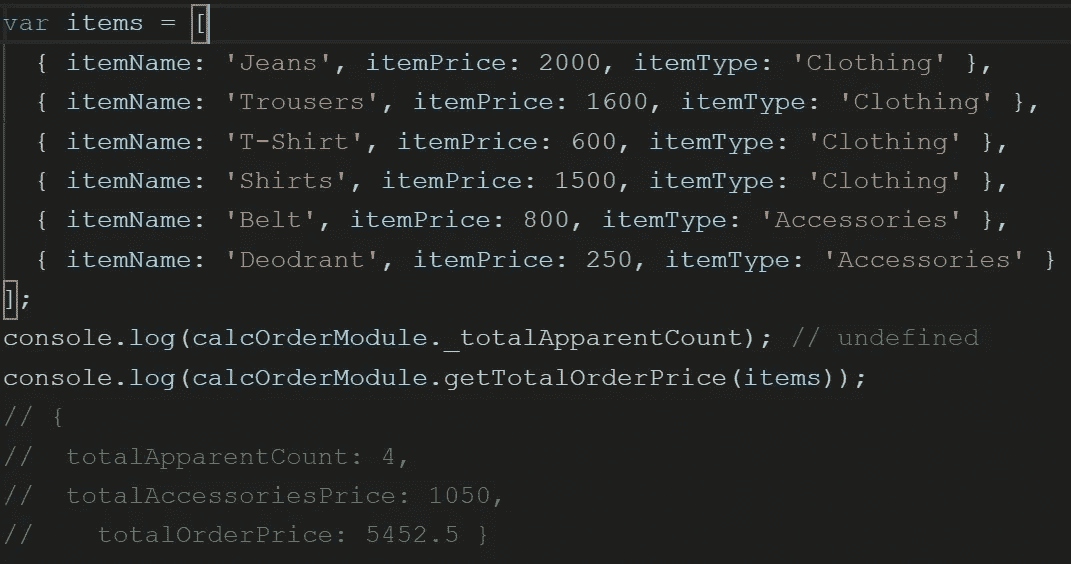 var items = [
  { itemName: 'Jeans', itemPrice: 2000, itemType: 'Clothing' },
  { itemName: 'Trousers', itemPrice: 1600, itemType: 'Clothing' },
  { itemName: 'T-Shirt', itemPrice: 600, itemType: 'Clothing' },
  { itemName: 'Shirts', itemPrice: 1500, itemType: 'Clothing' },
  { itemName: 'Belt', itemPrice: 800, itemType: 'Accessories' },
  { itemName: 'Deodrant', itemPrice: 250, itemType: 'Accessories' }
];
console.log(calcOrderModule._totalApparentCount); // undefined
console.log(calcOrderModule.getTotalOrderPrice(items));
// {
//  totalApparentCount: 4,
//  totalAccessoriesPrice: 1050,
//    totalOrderPrice: 5452.5 }